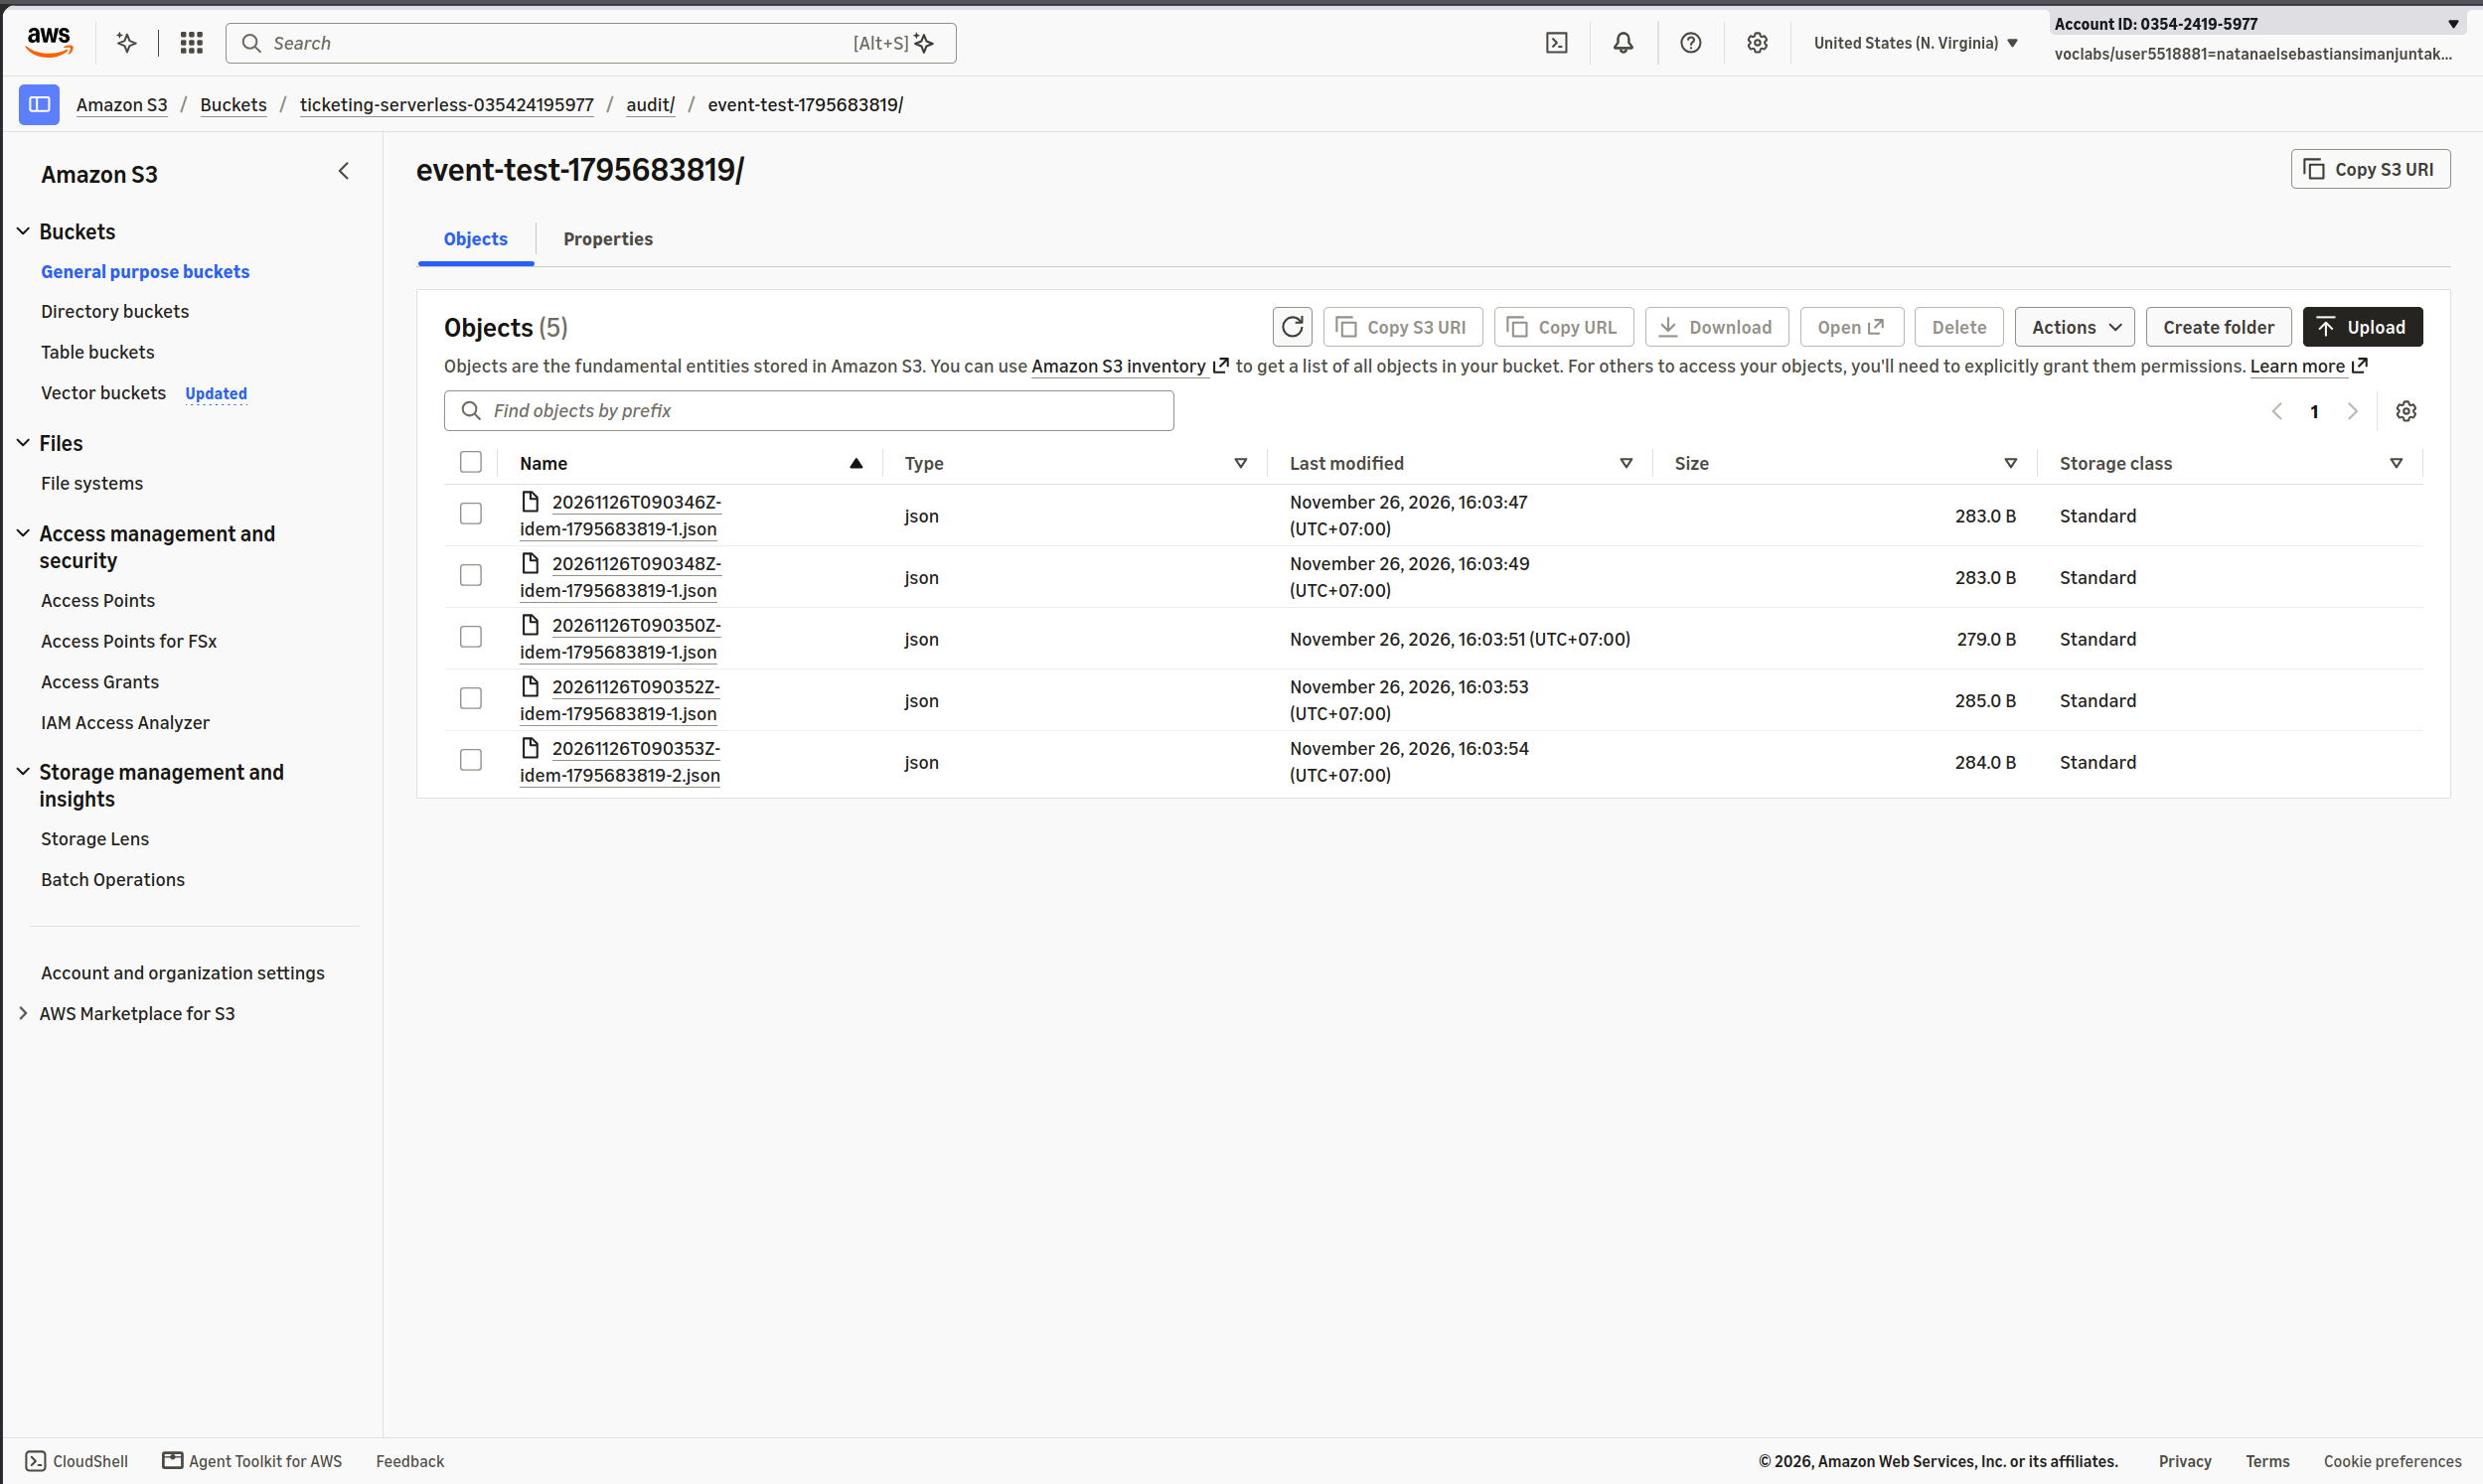 aws
Search
[Alt+S]
United States (N. Virginia)
Account ID: 0354-2419-5977
voclabs/user5518881=natanaelsebastiansimanjuntak...
Amazon S3 / Buckets / ticketing-serverless-035424195977 / audit/ / event-test-1795683819/
Amazon S3
Buckets
General purpose buckets
Directory buckets
Table buckets
Vector buckets Updated
Files
File systems
Access management and
security
Access Points
Access Points for FSx
Access Grants
IAM Access Analyzer
Storage management and
insights
Storage Lens
Batch Operations
Account and organization settings
AWS Marketplace for S3
event-test-1795683819/
Copy S3 URI
Objects
Properties
Objects (5)
Copy S3 URI
Copy URL
Download
Open
Delete
Actions
Create folder
Upload
Objects are the fundamental entities stored in Amazon S3. You can use Amazon S3 inventory to get a list of all objects in your bucket. For others to access your objects, you'll need to explicitly grant them permissions. Learn more
Find objects by prefix
1
Name Type Last modified Size Storage class
20261126T090346Z-
idem-1795683819-1.json
json
November 26, 2026, 16:03:47
(UTC+07:00)
283.0 B
Standard
20261126T090348Z-
idem-1795683819-1.json
json
November 26, 2026, 16:03:49
(UTC+07:00)
283.0 B
Standard
20261126T090350Z-
idem-1795683819-1.json
json
November 26, 2026, 16:03:51 (UTC+07:00)
279.0 B
Standard
20261126T090352Z-
idem-1795683819-1.json
json
November 26, 2026, 16:03:53
(UTC+07:00)
285.0 B
Standard
20261126T090353Z-
idem-1795683819-2.json
json
November 26, 2026, 16:03:54
(UTC+07:00)
284.0 B
Standard
CloudShell
Agent Toolkit for AWS
Feedback
© 2026, Amazon Web Services, Inc. or its affiliates.
Privacy
Terms
Cookie preferences